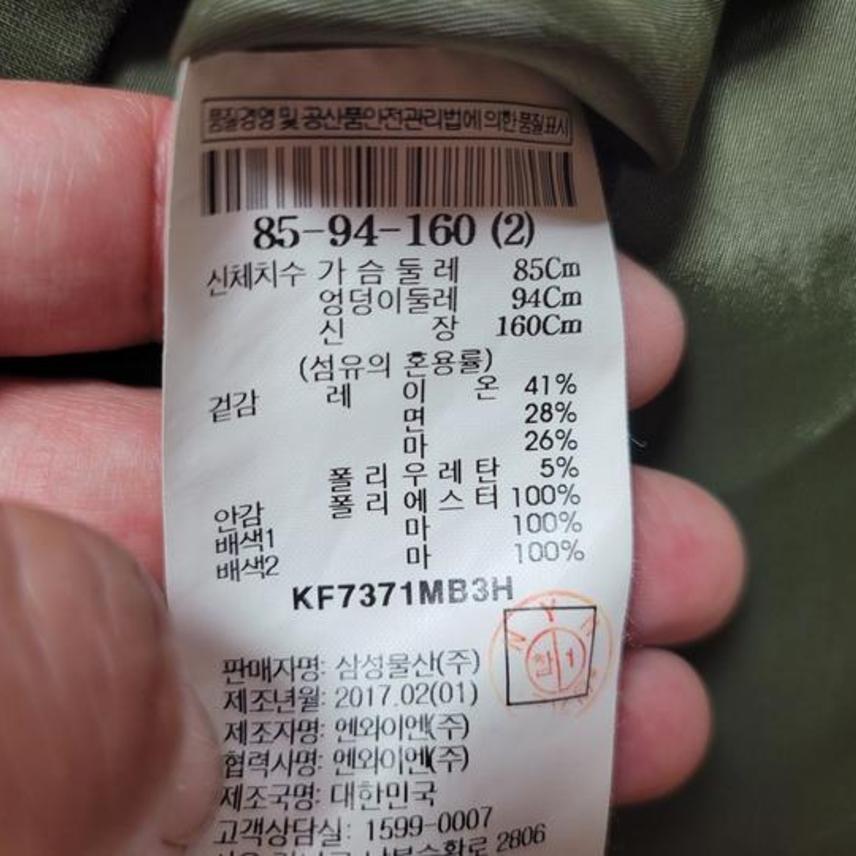 품질경영 및 공산품안전관리법에 의한 품질표시
85-94-160 (2)
신체치수 가슴둘레 85Cm
엉덩이둘레 94Cm
신장 160Cm
(섬유의 혼용률)
겉감 레이온 41%
면 28%
마 26%
폴리우레탄 5%
안감 폴리에스터 100%
배색1 마 100%
배색2 마 100%
KF7371MB3H
판매자명: 삼성물산(주)
제조년월: 2017.02(01)
제조자명: 엔와이엔(주)
협력사명: 엔와이엔(주)
제조국명: 대한민국
고객상담실: 1599-0007
2806